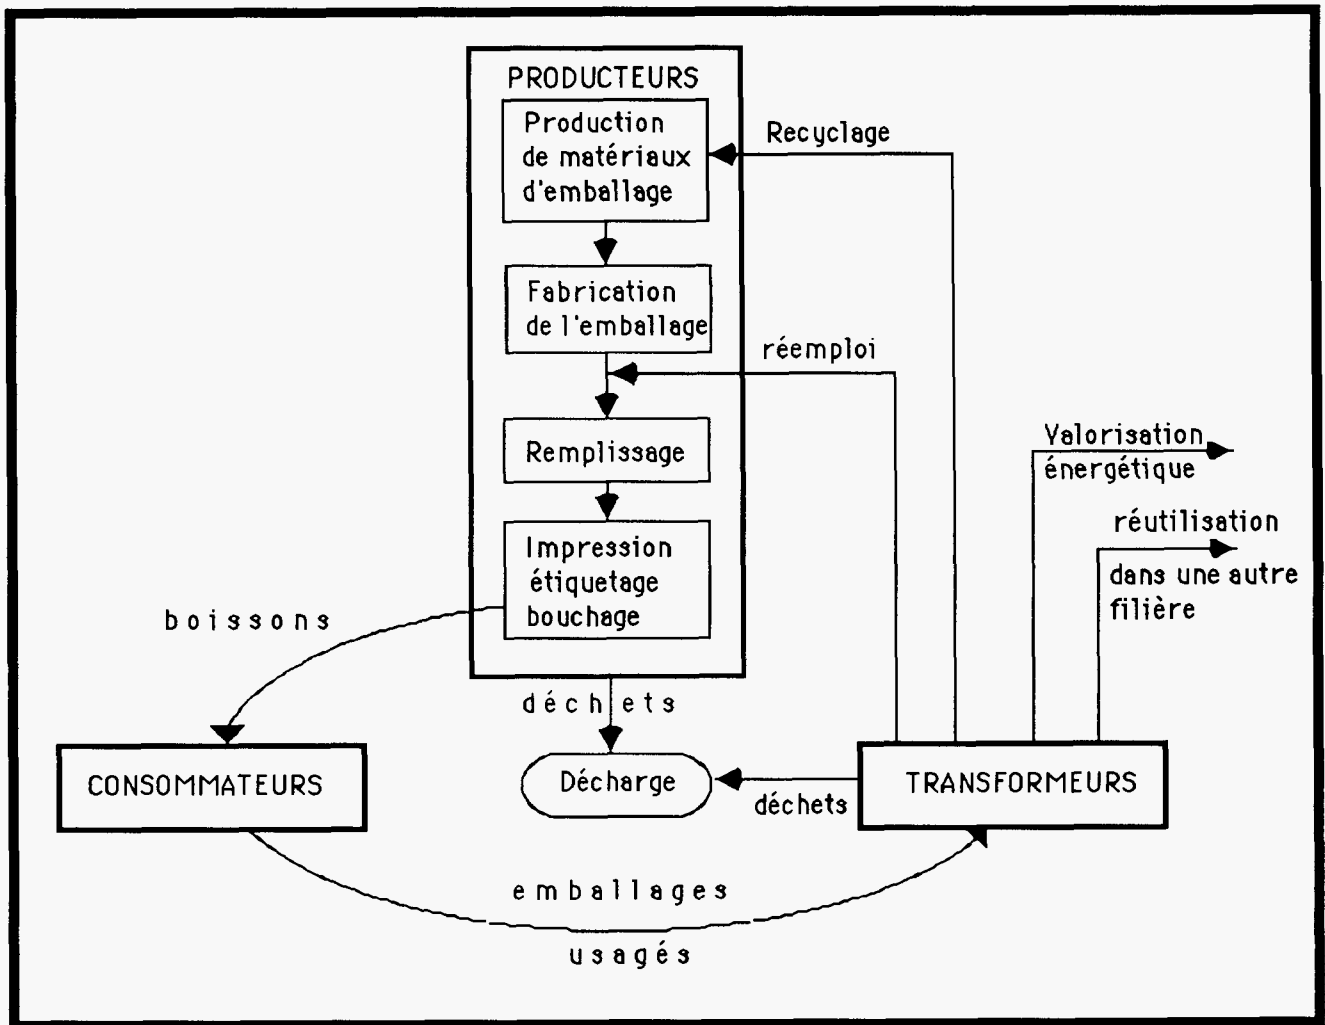 PRODUCTEURS
Production
de matériaux
d'emballage
Recyclage
Fabrication
de l'emballage
réemploi
Remplissage
Valorisation
énergétique
réutilisation
dans une autre
filière
Impression
étiquetage
bouchage
boissons
déchets
CONSOMMATEURS
Décharge
déchets
TRANSFORMEURS
emballages
usagés